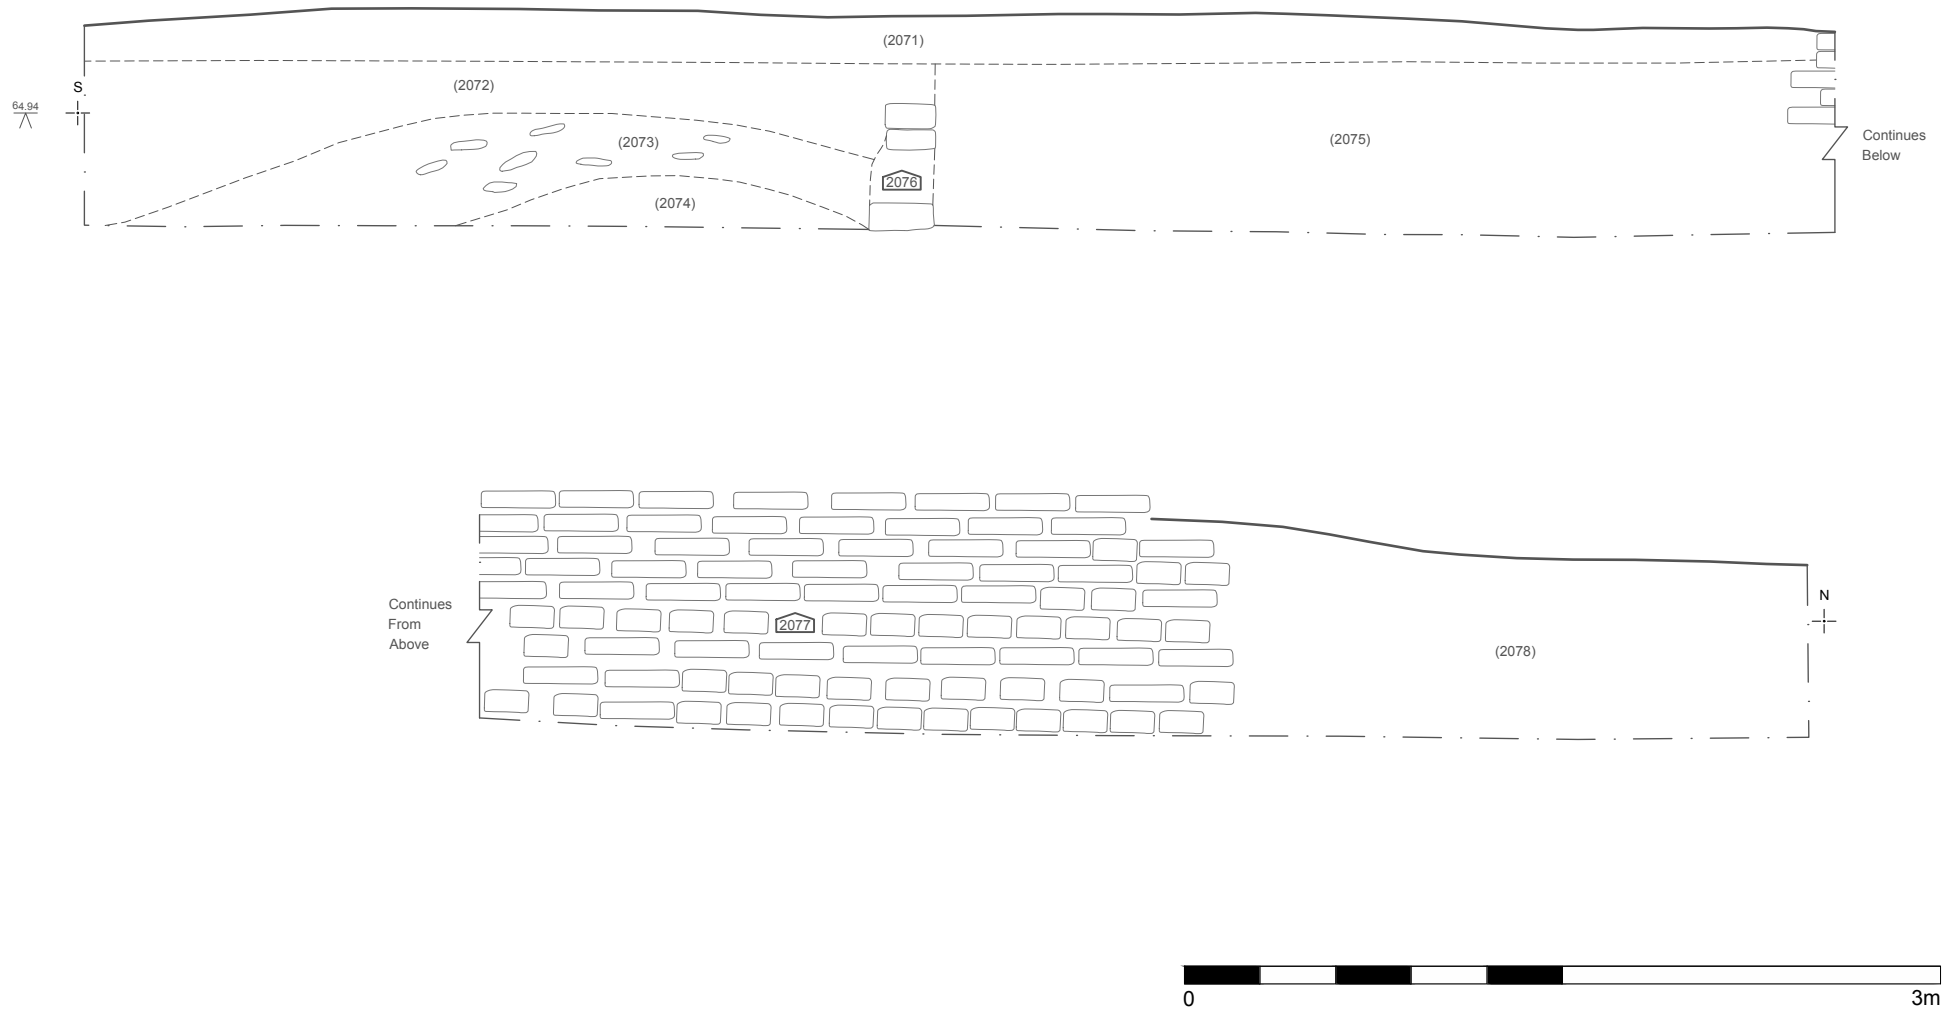 (2071)
S
(2072)
64.94
(2073)
(2075)
Continues
Below
2076
(2074)
Continues
From
Above
2077
N
(2078)
0
3m